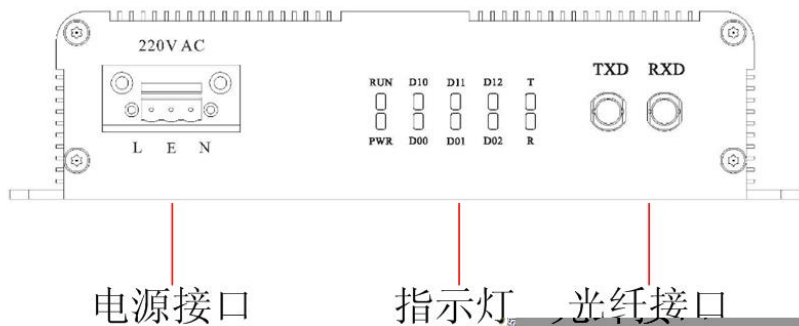 220V AC
TXD RXD
RUN D10 D11 D12 T
L E N
PWR D00 D01 D02 R
电源接口 指示灯 光纤接口